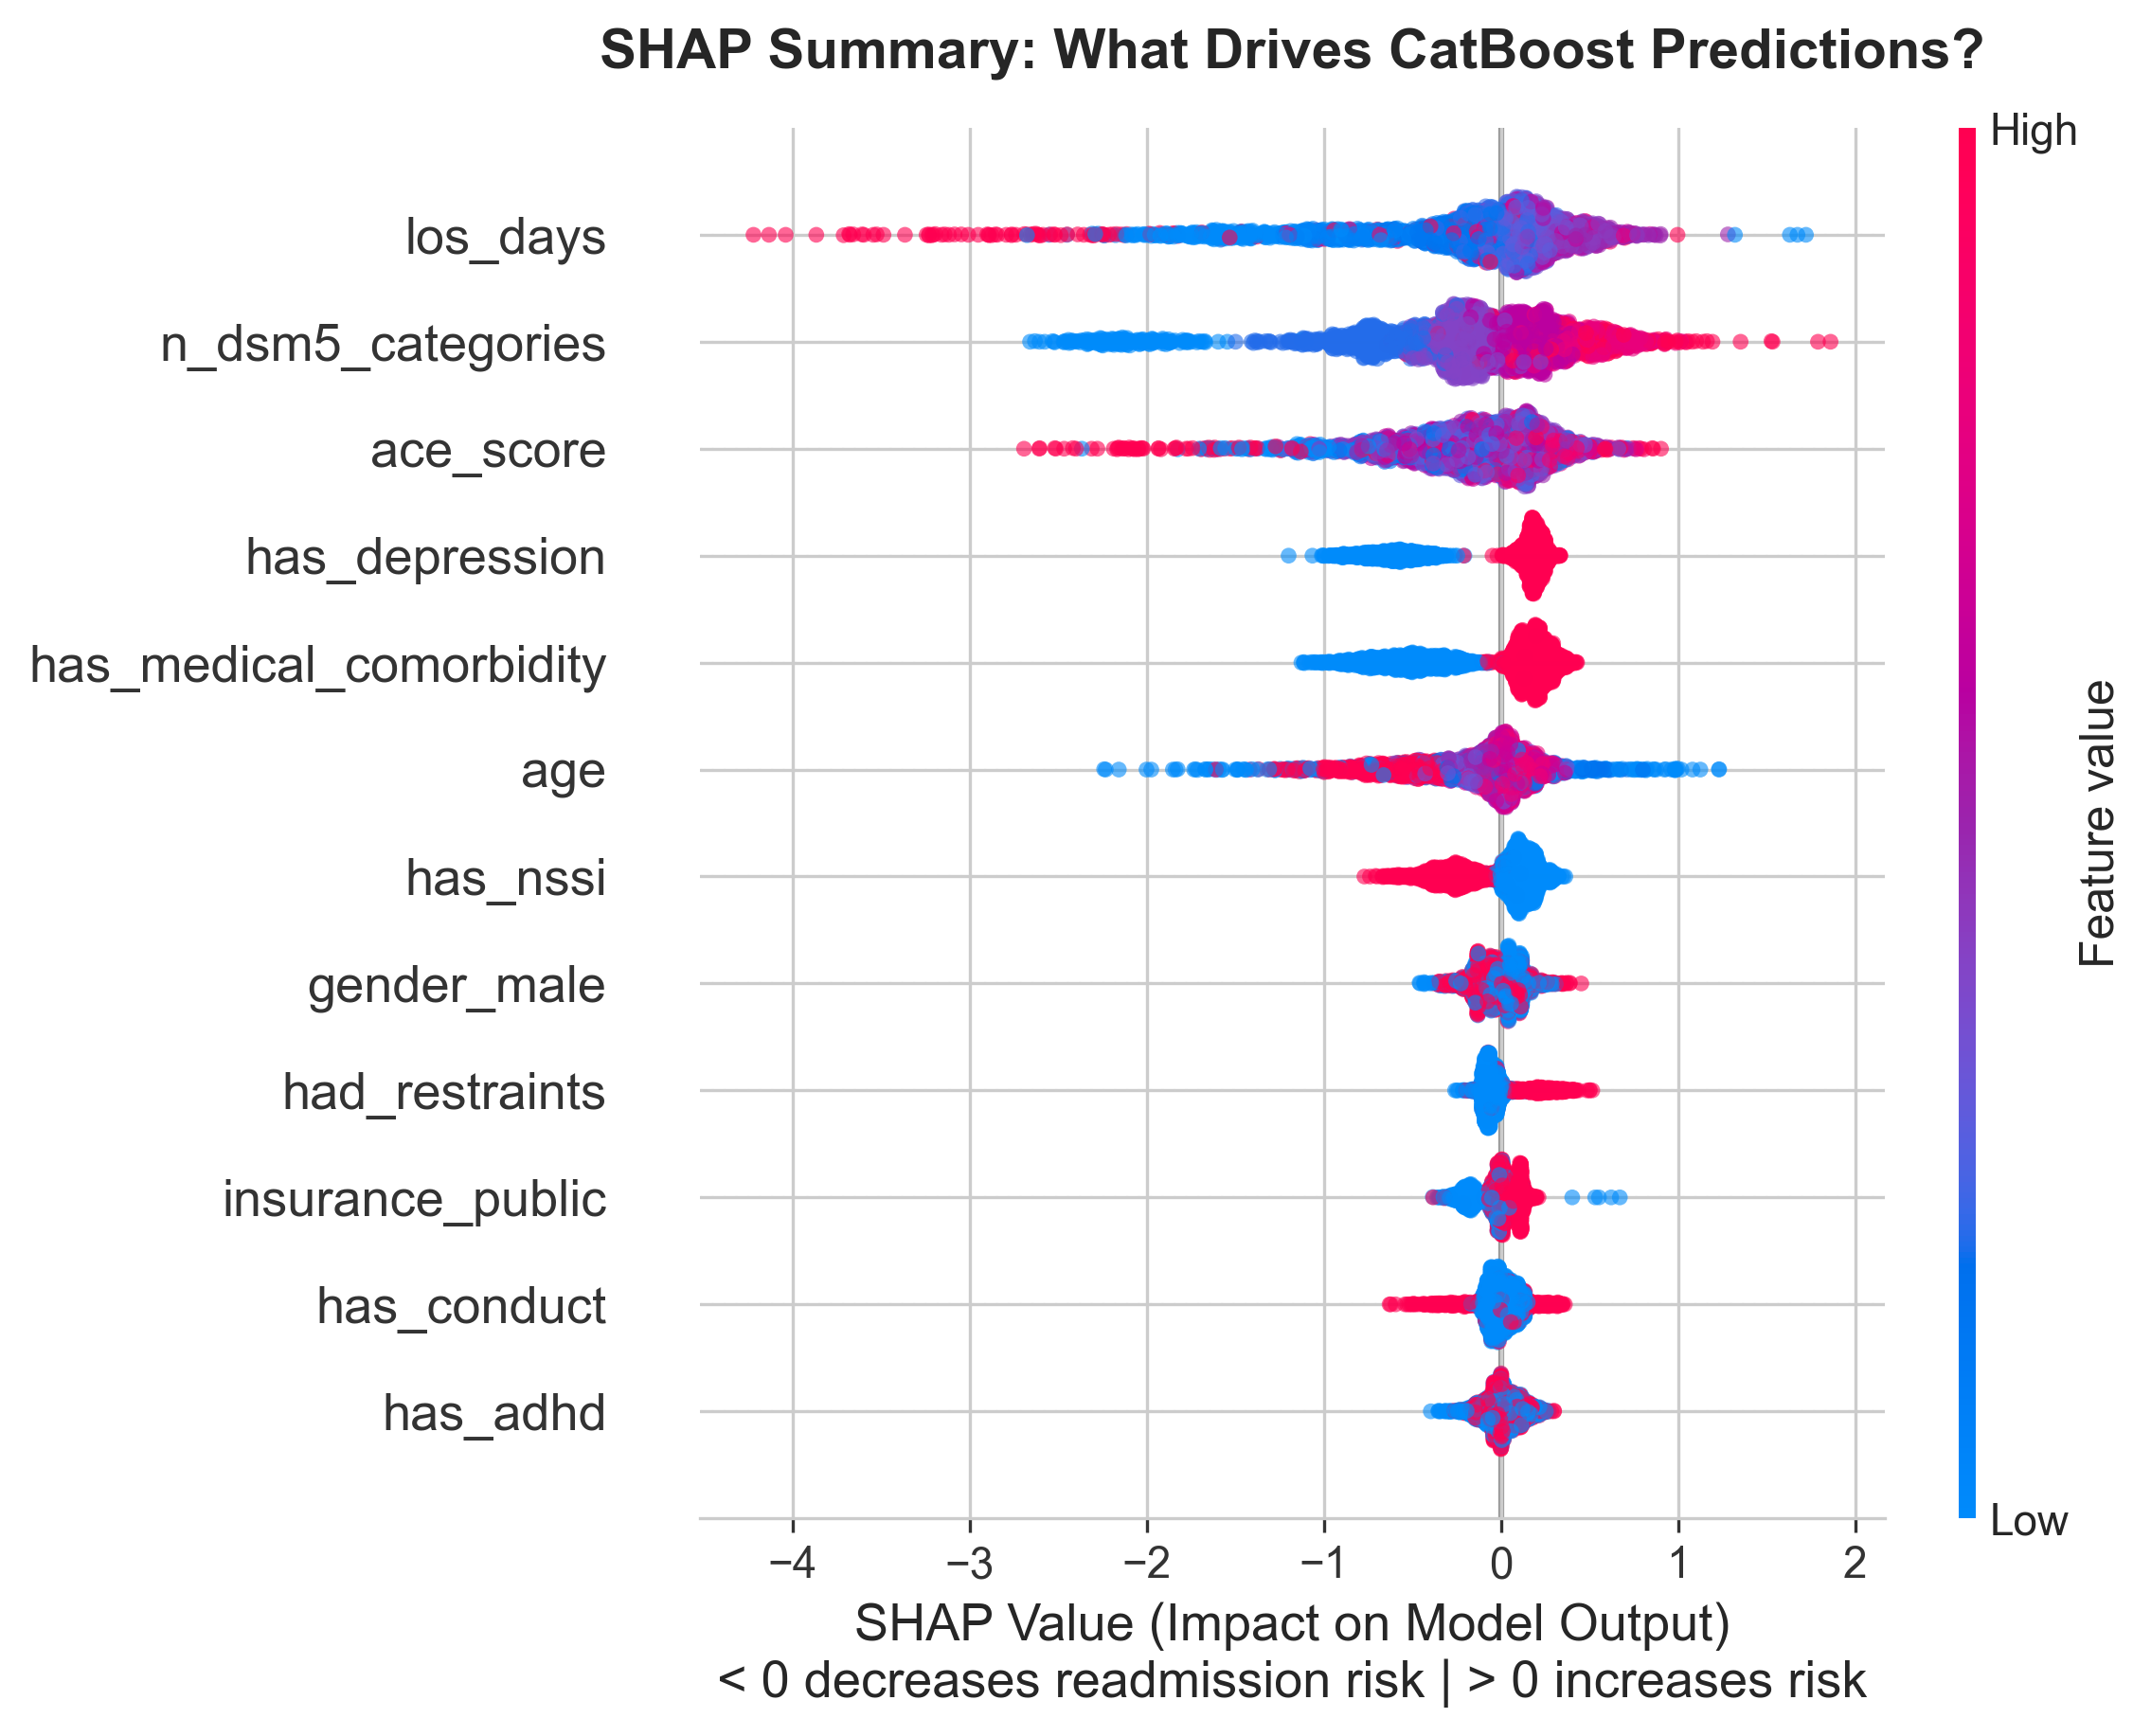 SHAP Summary: What Drives CatBoost Predictions?
High
los_days
n_dsm5_categories
ace_score
has_depression
has_medical_comorbidity
age
has_nssi
gender_male
had_restraints
insurance_public
has_conduct
has_adhd
Feature value
Low
−4 −3 −2 −1 0 1 2
SHAP Value (Impact on Model Output)
< 0 decreases readmission risk | > 0 increases risk